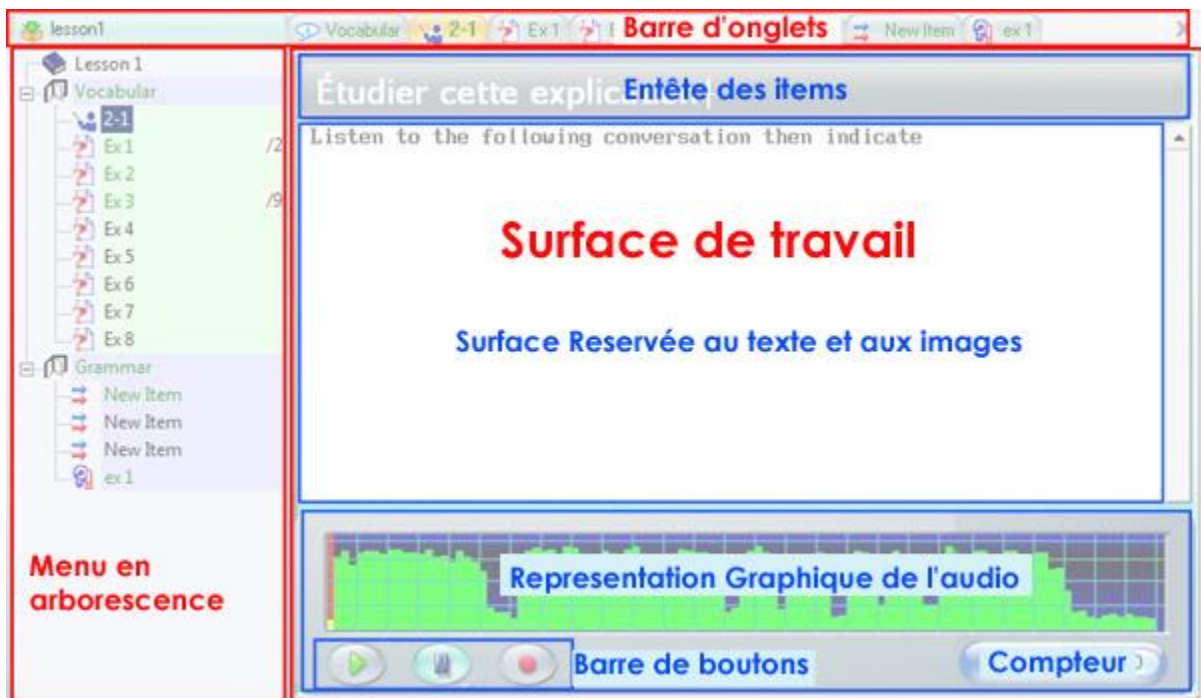 lesson1
Vocabular
2-1
Ex 1
Barre d'onglets
New Item
ex 1
Lesson 1
Vocabular
2-1
Ex 1 /2
Ex 2
Ex 3 /9
Ex 4
Ex 5
Ex 6
Ex 7
Ex 8
Grammar
New Item
New Item
New Item
ex 1
Menu en
arborescence
Étudier cette
Entête des items
Listen to the following conversation then indicate
Surface de travail
Surface Reservée au texte et aux images
Representation Graphique de l'audio
Barre de boutons
Compteur